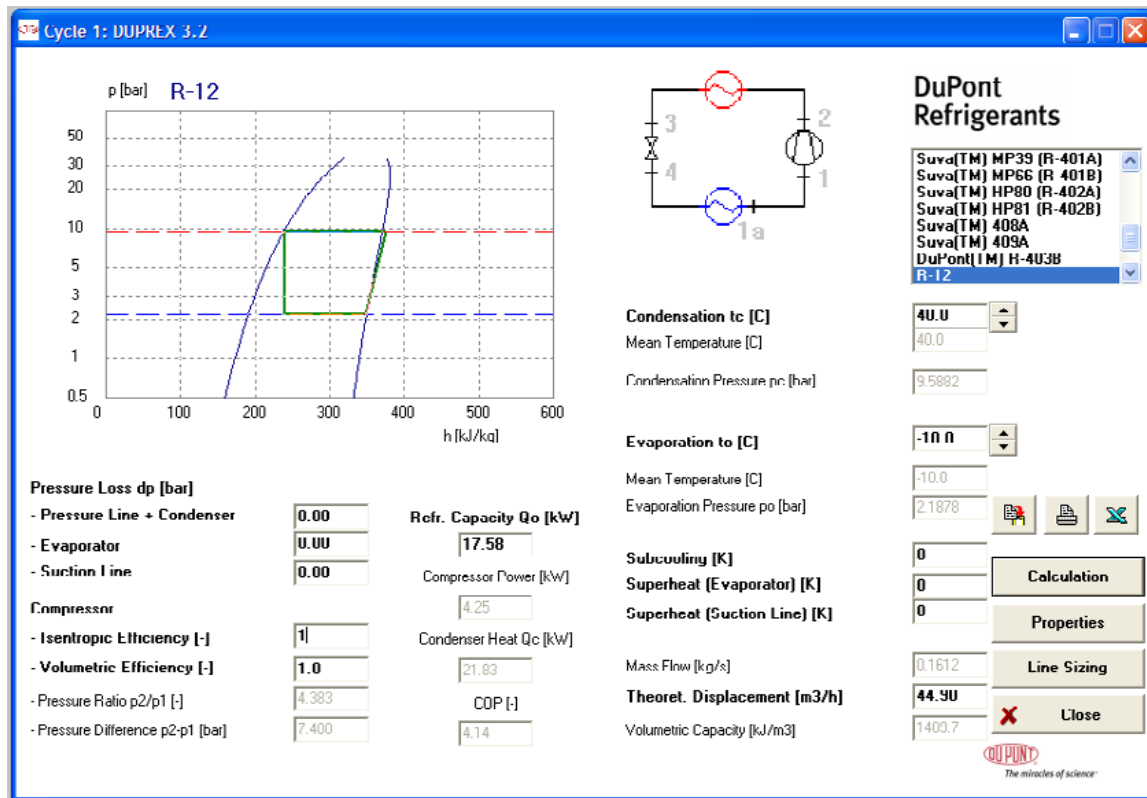 Cycle 1: DUPREX 3.2
p [bar] R-12
50
30
20
10
5
3
2
1
0.5
0 100 200 300 400 500 600
h [kJ/kg]
3
2
4
1
1a
DuPont
Refrigerants
Suva(TM) MP39 (R-401A)
Suva(TM) MP66 (R-401B)
Suva(TM) HP80 (R-402A)
Suva(TM) HP81 (R-402B)
Suva(TM) 408A
Suva(TM) 409A
DuPont(TM) R-403B
R-12
Condensation tc [C] 40.0
Mean Temperature [C] 40.0
Condensation Pressure pc [bar] 9.5882
Evaporation to [C] -10.0
Mean Temperature [C] -10.0
Evaporation Pressure po [bar] 2.1878
Subcooling [K] 0
Superheat (Evaporator) [K] 0
Superheat (Suction Line) [K] 0
Mass Flow [kg/s] 0.1612
Theoret. Displacement [m3/h] 44.90
Volumetric Capacity [kJ/m3] 1409.7
Pressure Loss dp [bar]
- Pressure Line + Condenser 0.00
- Evaporator 0.00
- Suction Line 0.00
Compressor
- Isentropic Efficiency [-] 1
- Volumetric Efficiency [-] 1.0
- Pressure Ratio p2/p1 [-] 4.383
- Pressure Difference p2-p1 [bar] 7.400
Refr. Capacity Qo [kW]
17.58
Compressor Power [kW]
4.25
Condenser Heat Qc [kW]
21.83
COP [-]
4.14
Calculation
Properties
Line Sizing
Close
DUPONT
The miracles of science